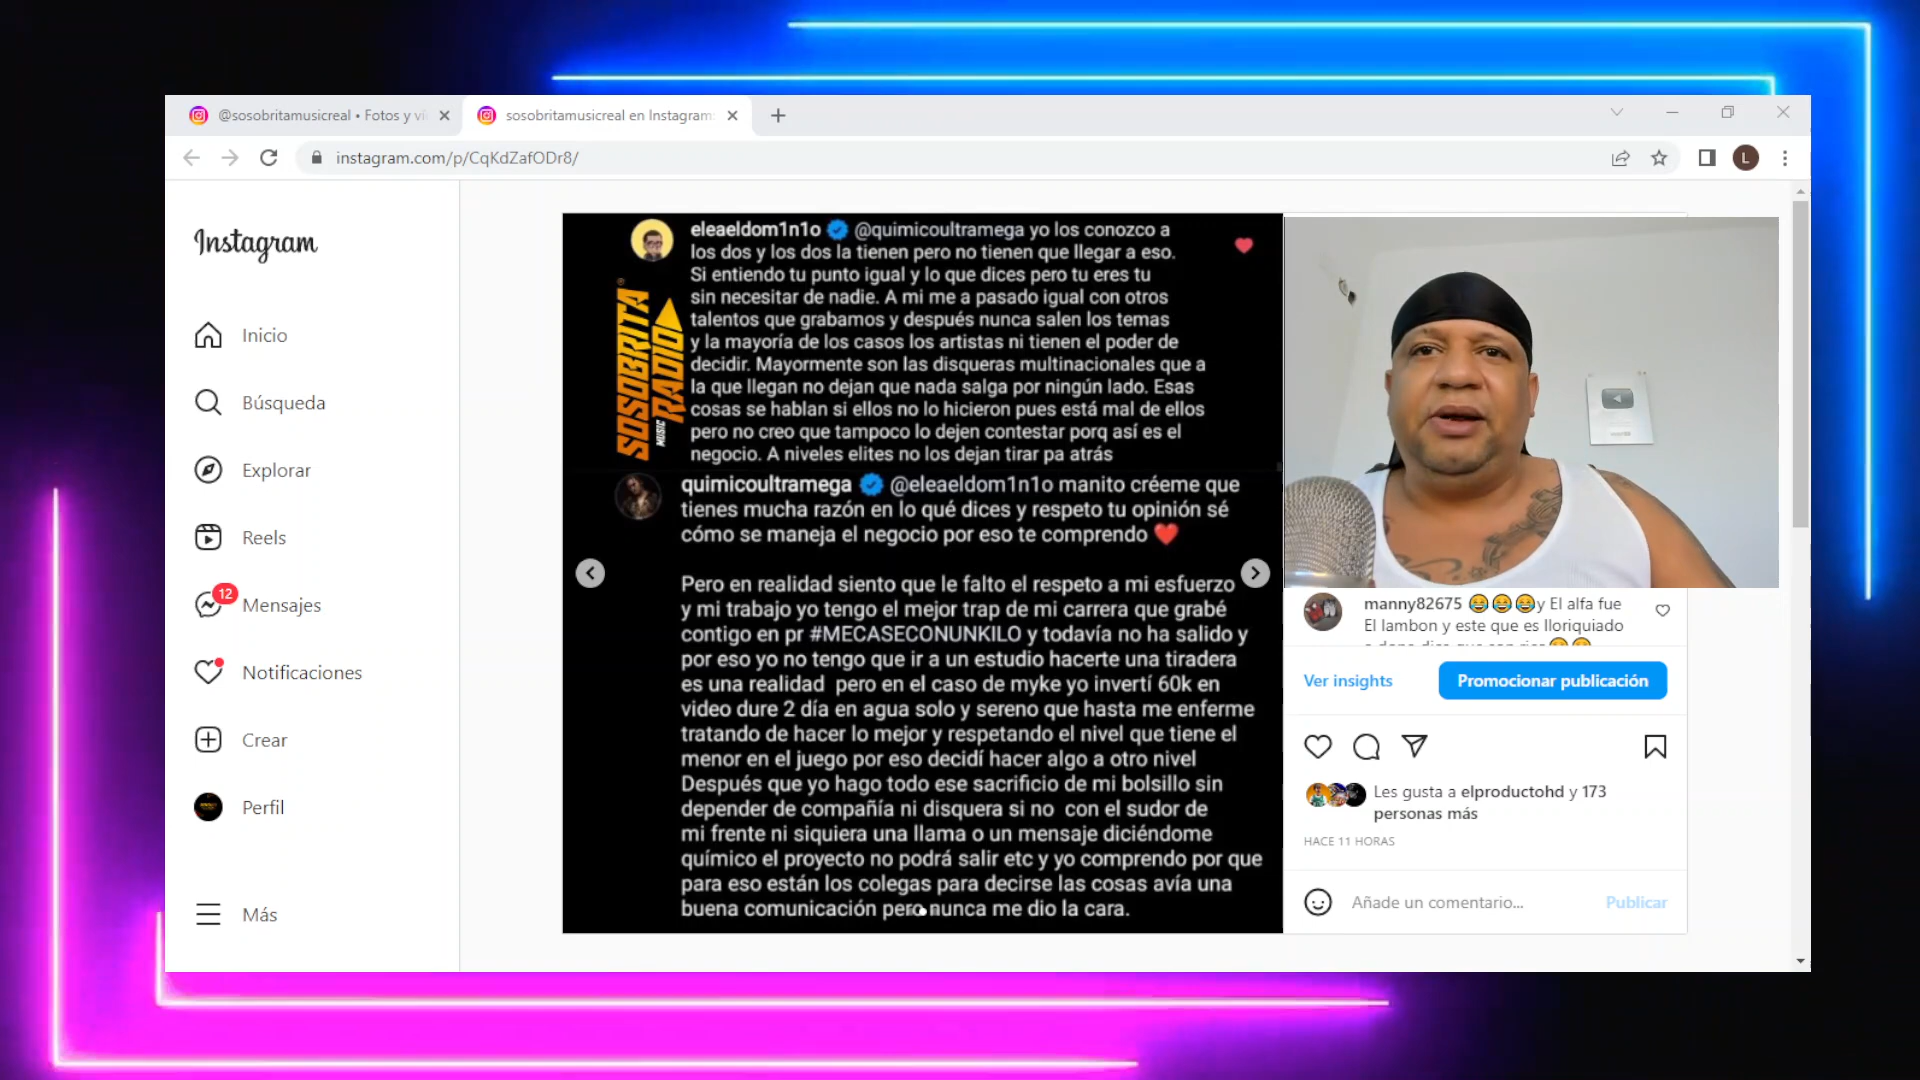 @sosobritamusicreal • Fotos y vi
sosobritamusicreal en Instagram:
instagram.com/p/CqKdZafODr8/
L
Instagram
Inicio
Búsqueda
Explorar
Reels
12
Mensajes
Notificaciones
Crear
Perfil
Más
SOSOBRITA
MUSIC RADIO
eleaeldom1n1o @quimicoultramega yo los conozco a
los dos y los dos la tienen pero no tienen que llegar a eso.
Si entiendo tu punto igual y lo que dices pero tu eres tu
sin necesitar de nadie. A mi me a pasado igual con otros
talentos que grabamos y después nunca salen los temas
y la mayoría de los casos los artistas ni tienen el poder de
decidir. Mayormente son las disqueras multinacionales que a
la que llegan no dejan que nada salga por ningún lado. Esas
cosas se hablan si ellos no lo hicieron pues está mal de ellos
pero no creo que tampoco lo dejen contestar porq así es el
negocio. A niveles elites no los dejan tirar pa atrás
quimicoultramega @eleaeldom1n1o manito créeme que
tienes mucha razón en lo qué dices y respeto tu opinión sé
cómo se maneja el negocio por eso te comprendo ❤️
Pero en realidad siento que le falto el respeto a mi esfuerzo
y mi trabajo yo tengo el mejor trap de mi carrera que grabé
contigo en pr #MECASECONUNKILO y todavía no ha salido y
por eso yo no tengo que ir a un estudio hacerte una tiradera
es una realidad pero en el caso de myke yo invertí 60k en
video dure 2 día en agua solo y sereno que hasta me enferme
tratando de hacer lo mejor y respetando el nivel que tiene el
menor en el juego por eso decidí hacer algo a otro nivel
Después que yo hago todo ese sacrificio de mi bolsillo sin
depender de compañía ni disquera si no con el sudor de
mi frente ni siquiera una llama o un mensaje diciéndome
químico el proyecto no podrá salir etc y yo comprendo por que
para eso están los colegas para decirse las cosas avía una
buena comunicación pero nunca me dio la cara.
manny82675 😂😂😂y El alfa fue
El lambon y este que es lloriquiado
Ver insights
Promocionar publicación
Les gusta a elproductohd y 173
personas más
HACE 11 HORAS
Añade un comentario...
Publicar